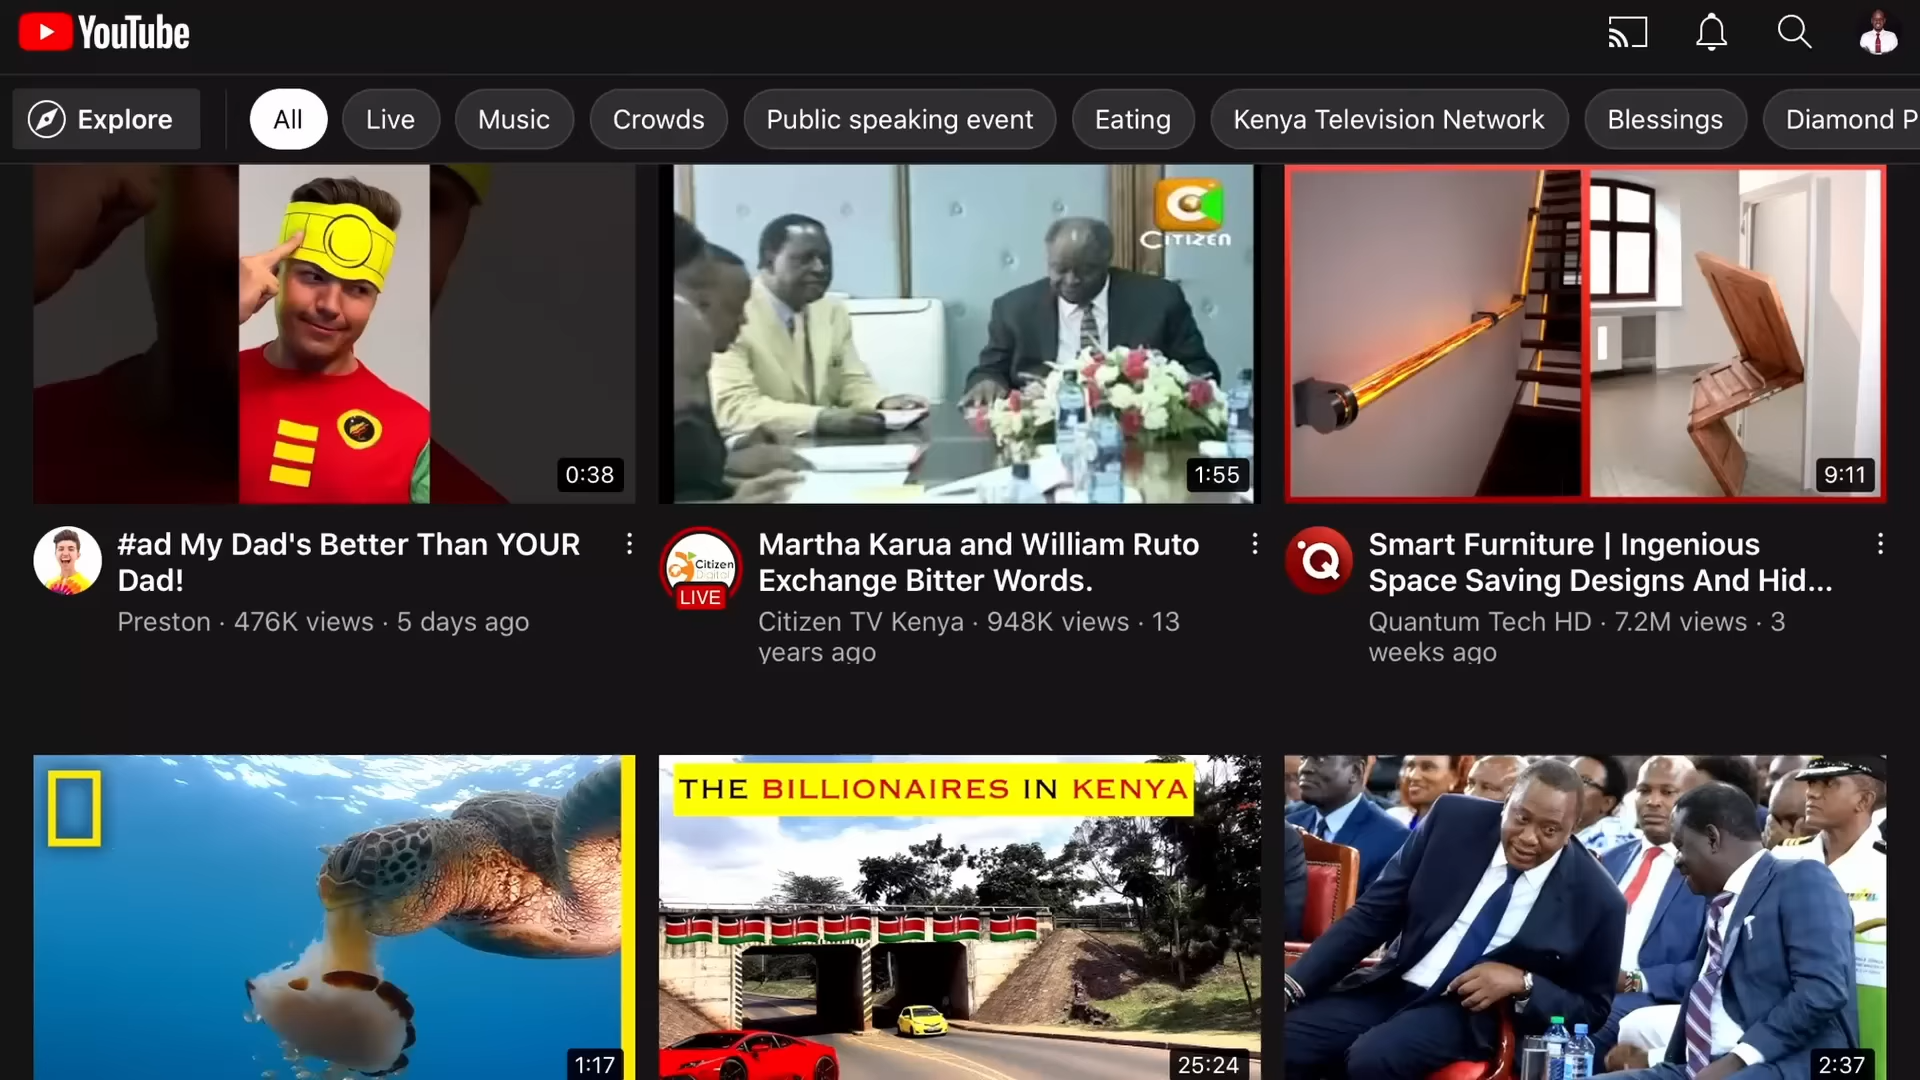 YouTube
Explore
All
Live
Music
Crowds
Public speaking event
Eating
Kenya Television Network
Blessings
Diamond P
CITIZEN
0:38
1:55
9:11
#ad My Dad's Better Than YOUR
Dad!
Preston · 476K views · 5 days ago
Citizen
Digital
LIVE
Martha Karua and William Ruto
Exchange Bitter Words.
Citizen TV Kenya · 948K views · 13
years ago
Q
Smart Furniture | Ingenious
Space Saving Designs And Hid...
Quantum Tech HD · 7.2M views · 3
weeks ago
THE BILLIONAIRES IN KENYA
1:17
25:24
2:37